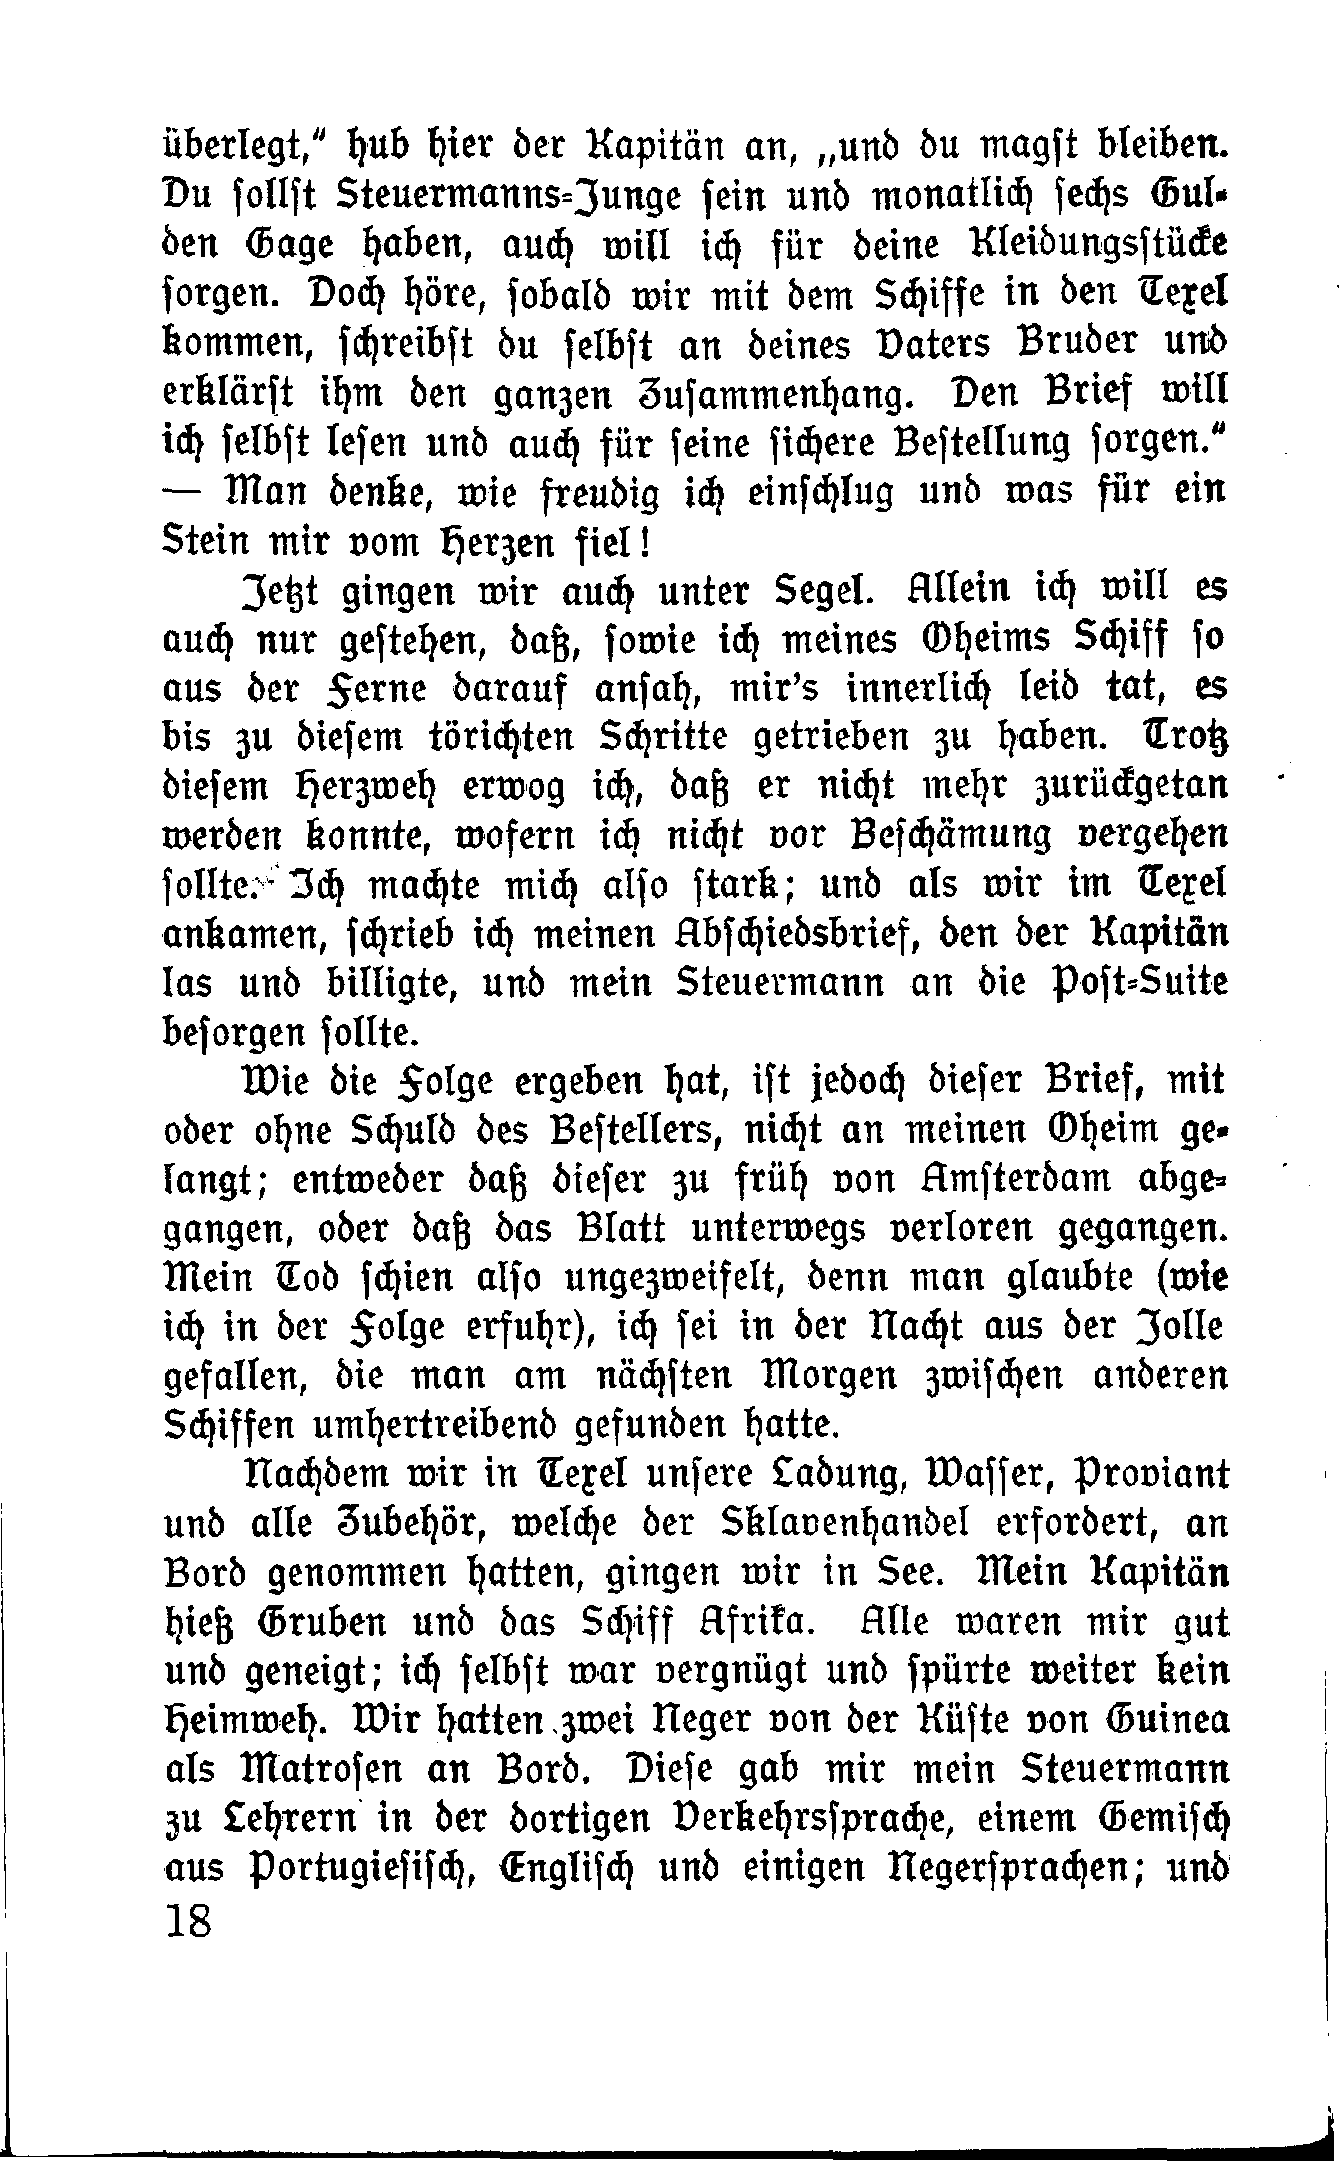 überlegt,“ hub hier der Kapitän an, „und du magst bleiben.
Du sollst Steuermanns-Junge sein und monatlich sechs Gul-
den Gage haben, auch will ich für deine Kleidungsstücke
sorgen. Doch höre, sobald wir mit dem Schiffe in den Texel
kommen, schreibst du selbst an deines Vaters Bruder und
erklärst ihm den ganzen Zusammenhang. Den Brief will
ich selbst lesen und auch für seine sichere Bestellung sorgen.“
— Man denke, wie freudig ich einschlug und was für ein
Stein mir vom Herzen fiel!
Jetzt gingen wir auch unter Segel. Allein ich will es
auch nur gestehen, daß, sowie ich meines Oheims Schiff so
aus der Ferne darauf ansah, mir's innerlich leid tat, es
bis zu diesem törichten Schritte getrieben zu haben. Trotz
diesem Herzweh erwog ich, daß er nicht mehr zurückgetan
werden konnte, wofern ich nicht vor Beschämung vergehen
sollte. Ich machte mich also stark; und als wir im Texel
ankamen, schrieb ich meinen Abschiedsbrief, den der Kapitän
las und billigte, und mein Steuermann an die Post-Suite
besorgen sollte.
Wie die Folge ergeben hat, ist jedoch dieser Brief, mit
oder ohne Schuld des Bestellers, nicht an meinen Oheim ge-
langt; entweder daß dieser zu früh von Amsterdam abge-
gangen, oder daß das Blatt unterwegs verloren gegangen.
Mein Tod schien also ungezweifelt, denn man glaubte (wie
ich in der Folge erfuhr), ich sei in der Nacht aus der Jolle
gefallen, die man am nächsten Morgen zwischen anderen
Schiffen umhertreibend gefunden hatte.
Nachdem wir in Texel unsere Ladung, Wasser, Proviant
und alle Zubehör, welche der Sklavenhandel erfordert, an
Bord genommen hatten, gingen wir in See. Mein Kapitän
hieß Gruben und das Schiff Afrika. Alle waren mir gut
und geneigt; ich selbst war vergnügt und spürte weiter kein
Heimweh. Wir hatten zwei Neger von der Küste von Guinea
als Matrosen an Bord. Diese gab mir mein Steuermann
zu Lehrern in der dortigen Verkehrssprache, einem Gemisch
aus Portugiesisch, Englisch und einigen Negersprachen; und
18